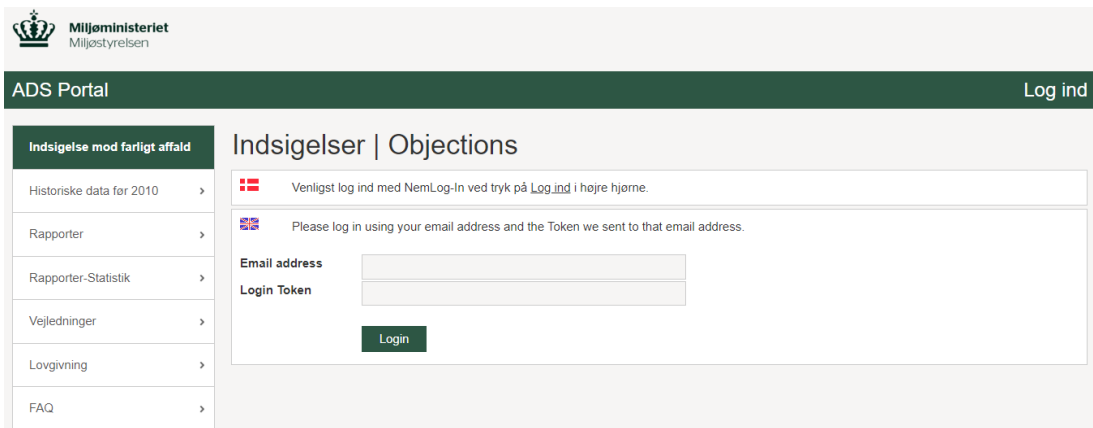 Miljøministeriet
Miljøstyrelsen
ADS Portal
Log ind
Indsigelse mod farligt affald
Historiske data før 2010
Rapporter
Rapporter-Statistik
Vejledninger
Lovgivning
FAQ
Indsigelser | Objections
Venligst log ind med NemLog-In ved tryk på Log ind i højre hjørne.
Please log in using your email address and the Token we sent to that email address.
Email address
Login Token
Login